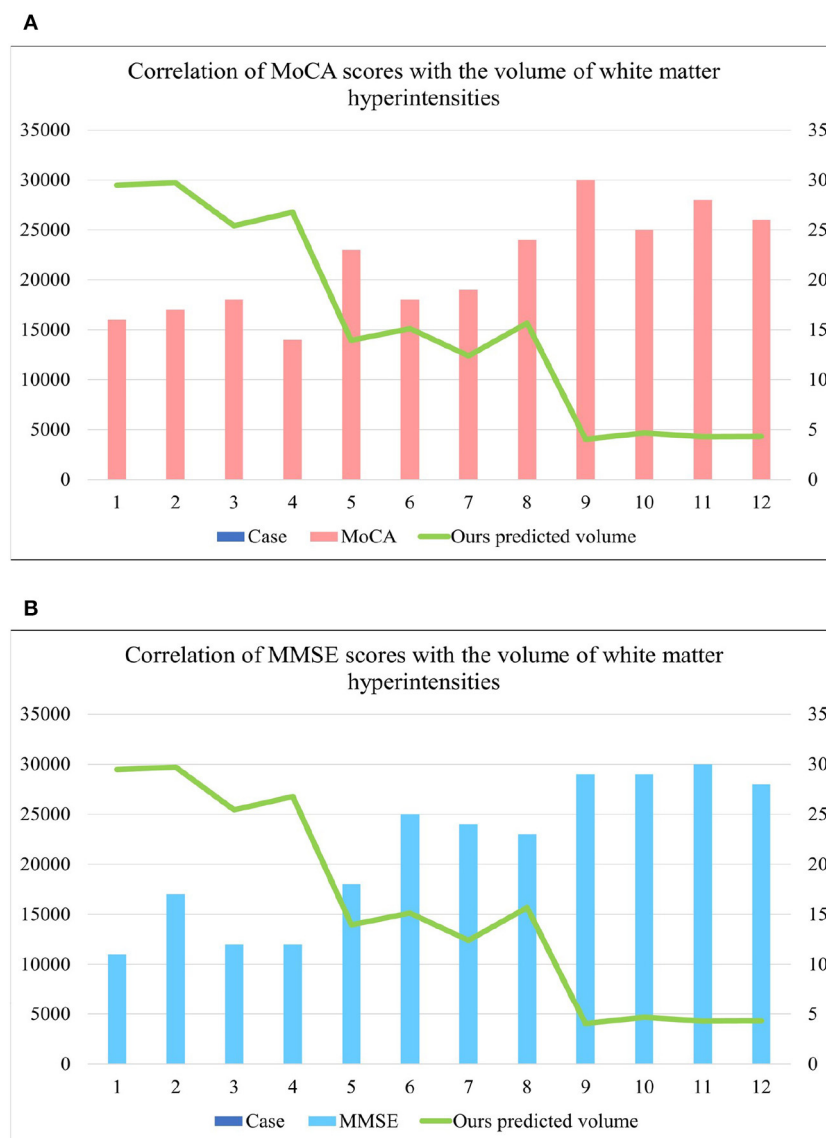 A
Correlation of MoCA scores with the volume of white matter
hyperintensities
35000 35
30000 30
25000 25
20000 20
15000 15
10000 10
5000 5
0 0
1 2 3 4 5 6 7 8 9 10 11 12
Case MoCA Ours predicted volume
B
Correlation of MMSE scores with the volume of white matter
hyperintensities
35000 35
30000 30
25000 25
20000 20
15000 15
10000 10
5000 5
0 0
1 2 3 4 5 6 7 8 9 10 11 12
Case MMSE Ours predicted volume